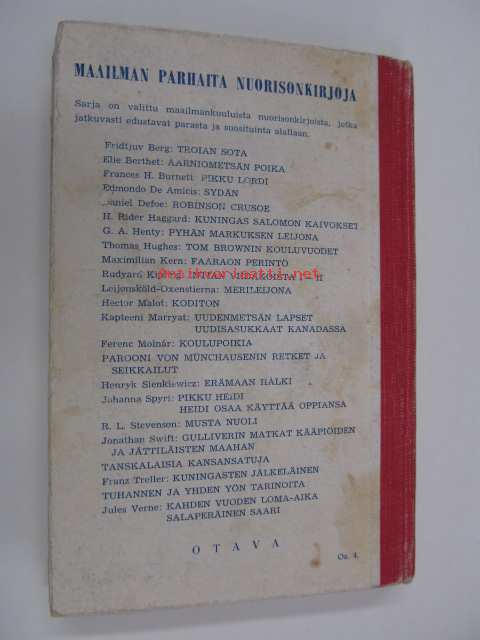 MAAILMAN PARHAITA NUORISONKIRJOJA
Sarja on valittu maailmankuuluista nuorisonkirjoista, jotka
jatkuvasti edustavat parasta ja suosituinta alallaan.
Fridtjuv Berg: TROIAN SOTA
Elie Berthet: AARNIOMETSÄN POIKA
Frances H. Burnett: PIKKU LORDI
Edmondo De Amicis: SYDÄN
Daniel Defoe: ROBINSON CRUSOE
H. Rider Haggard: KUNINGAS SALOMON KAIVOKSET
G. A. Henty: PYHÄN MARKUKSEN LEIJONA
Thomas Hughes: TOM BROWNIN KOULUVUODET
Maximilian Kern: FAARAON PERINTÖ
Rudyard
Leijonsköld-Oxenstierna: MERILEIJONA
Hector Malot: KODITON
Kapteeni Marryat: UUDENMETSÄN LAPSET
UUDISASUKKAAT KANADASSA
Ferenc Molnár: KOULUPOIKIA
PAROONI VON MÜNCHAUSENIN RETKET JA
SEIKKAILUT
Henryk Sienkiewicz: ERÄMAAN HALKI
Johanna Spyri: PIKKU HEIDI
HEIDI OSAA KÄYTTÄÄ OPPIANSA
R. L. Stevenson: MUSTA NUOLI
Jonathan Swift: GULLIVERIN MATKAT KÄÄPIÖIDEN
JA JÄTTILÄISTEN MAAHAN
TANSKALAISIA KANSANSATUJA
Franz Treller: KUNINGASTEN JÄLKELÄINEN
TUHANNEN JA YHDEN YÖN TARINOITA
Jules Verne: KAHDEN VUODEN LOMA-AIKA
SALAPERÄINEN SAARI
OTAVA
Oa. 4.